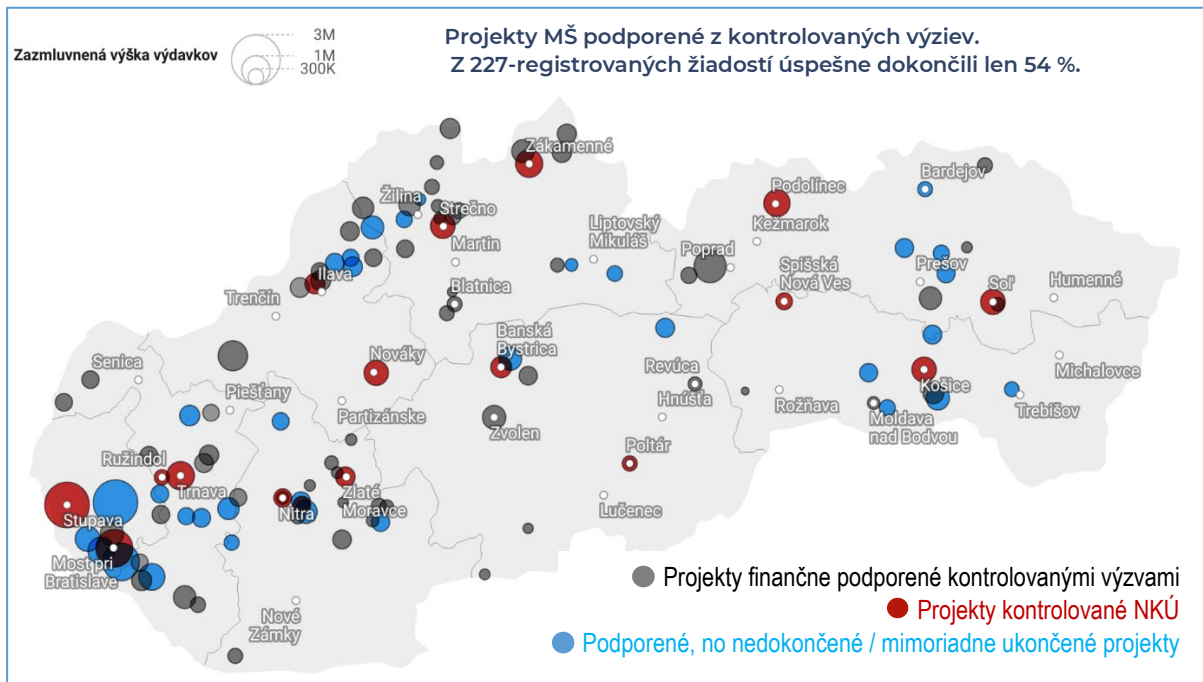 Projekty MŠ podporené z kontrolovaných výziev.
Z 227-registrovaných žiadostí úspešne dokončili len 54 %.
Zazmluvnená výška výdavkov
3M
1M
300K
Zákamenné
Bardejov
Podolínec
Žilina
Strečno
Kežmarok
Martin
Liptovský
Mikuláš
Poprad
Prešov
Spišská
Nová Ves
Soľ
Humenné
Ilava
Blatnica
Trenčín
Banská
Bystrica
Nováky
Revúca
Senica
Michalovce
Piešťany
Košice
Hnúšťa
Rožňava
Trebišov
Partizánske
Moldava
nad Bodvou
Zvolen
Ružindol
Poltár
Trnava
Zlaté
Moravce
Nitra
Lučenec
Stupava
Most pri
Bratislave
Nové
Zámky
Projekty finančne podporené kontrolovanými výzvami
Projekty kontrolované NKÚ
Podporené, no nedokončené / mimoriadne ukončené projekty